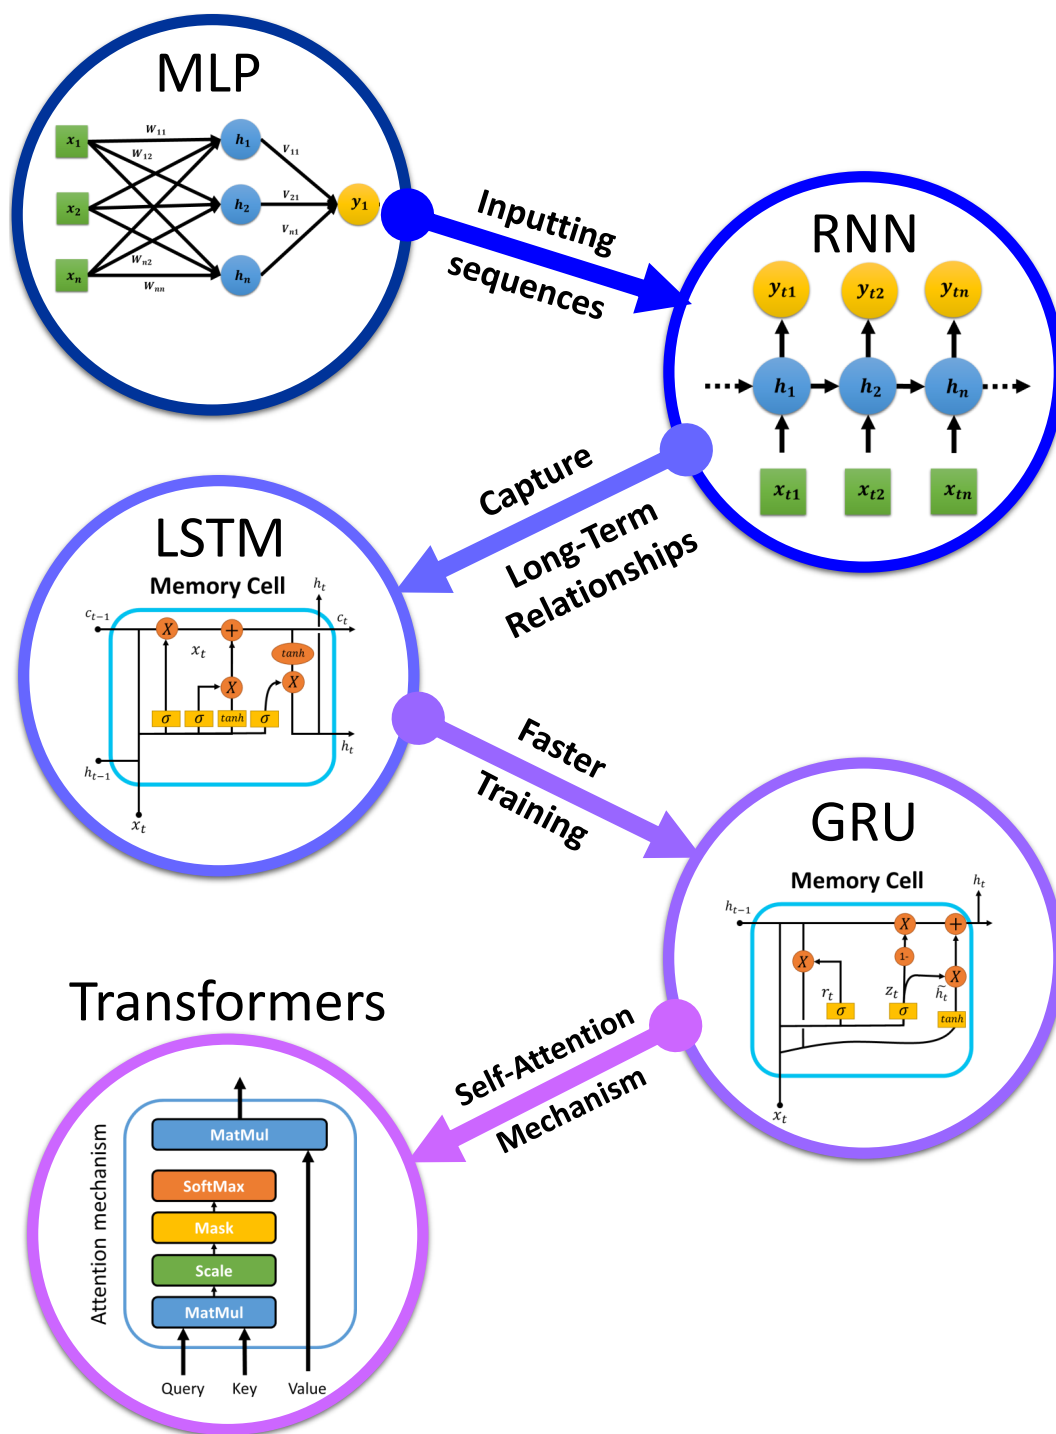 MLP
x₁
x₂
xₙ
W₁₁
W₁₂
Wₙ₂
Wₙₙ
h₁
h₂
hₙ
V₁₁
V₂₁
Vₙ₁
y₁
Inputting
sequences
RNN
yₜ₁ yₜ₂ yₜₙ
h₁ h₂ hₙ
xₜ₁ xₜ₂ xₜₙ
Capture
Long-Term
Relationships
LSTM
Memory Cell
hₜ
cₜ₋₁ cₜ
X + tanh
xₜ
X X
σ σ tanh σ
hₜ
hₜ₋₁
xₜ
Faster
Training
GRU
Memory Cell
hₜ
hₜ₋₁
X +
X 1- X
rₜ zₜ h̃ₜ
σ σ tanh
xₜ
Self-Attention
Mechanism
Transformers
Attention mechanism
MatMul
SoftMax
Mask
Scale
MatMul
Query Key Value